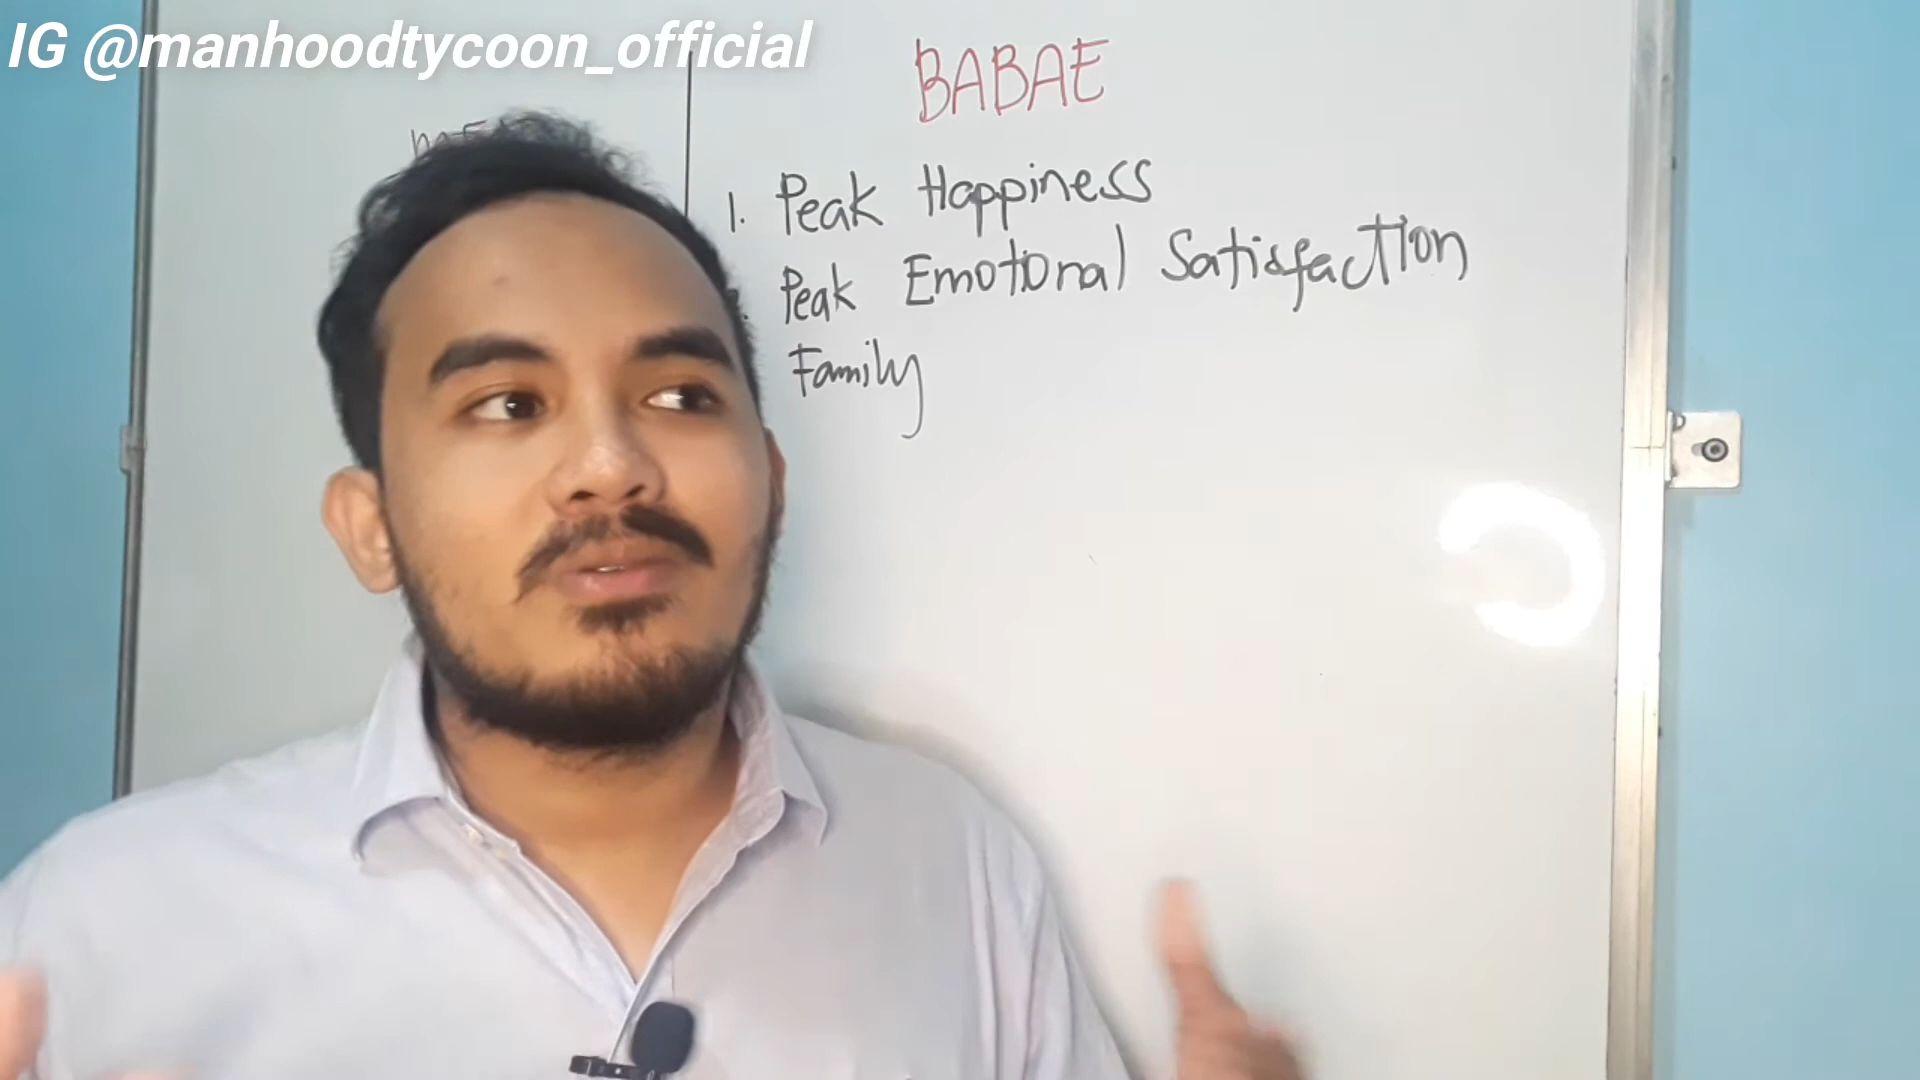 IG @manhoodtycoon_official
BABAE
1. Peak Happiness
Peak Emotional Satisfaction
Family